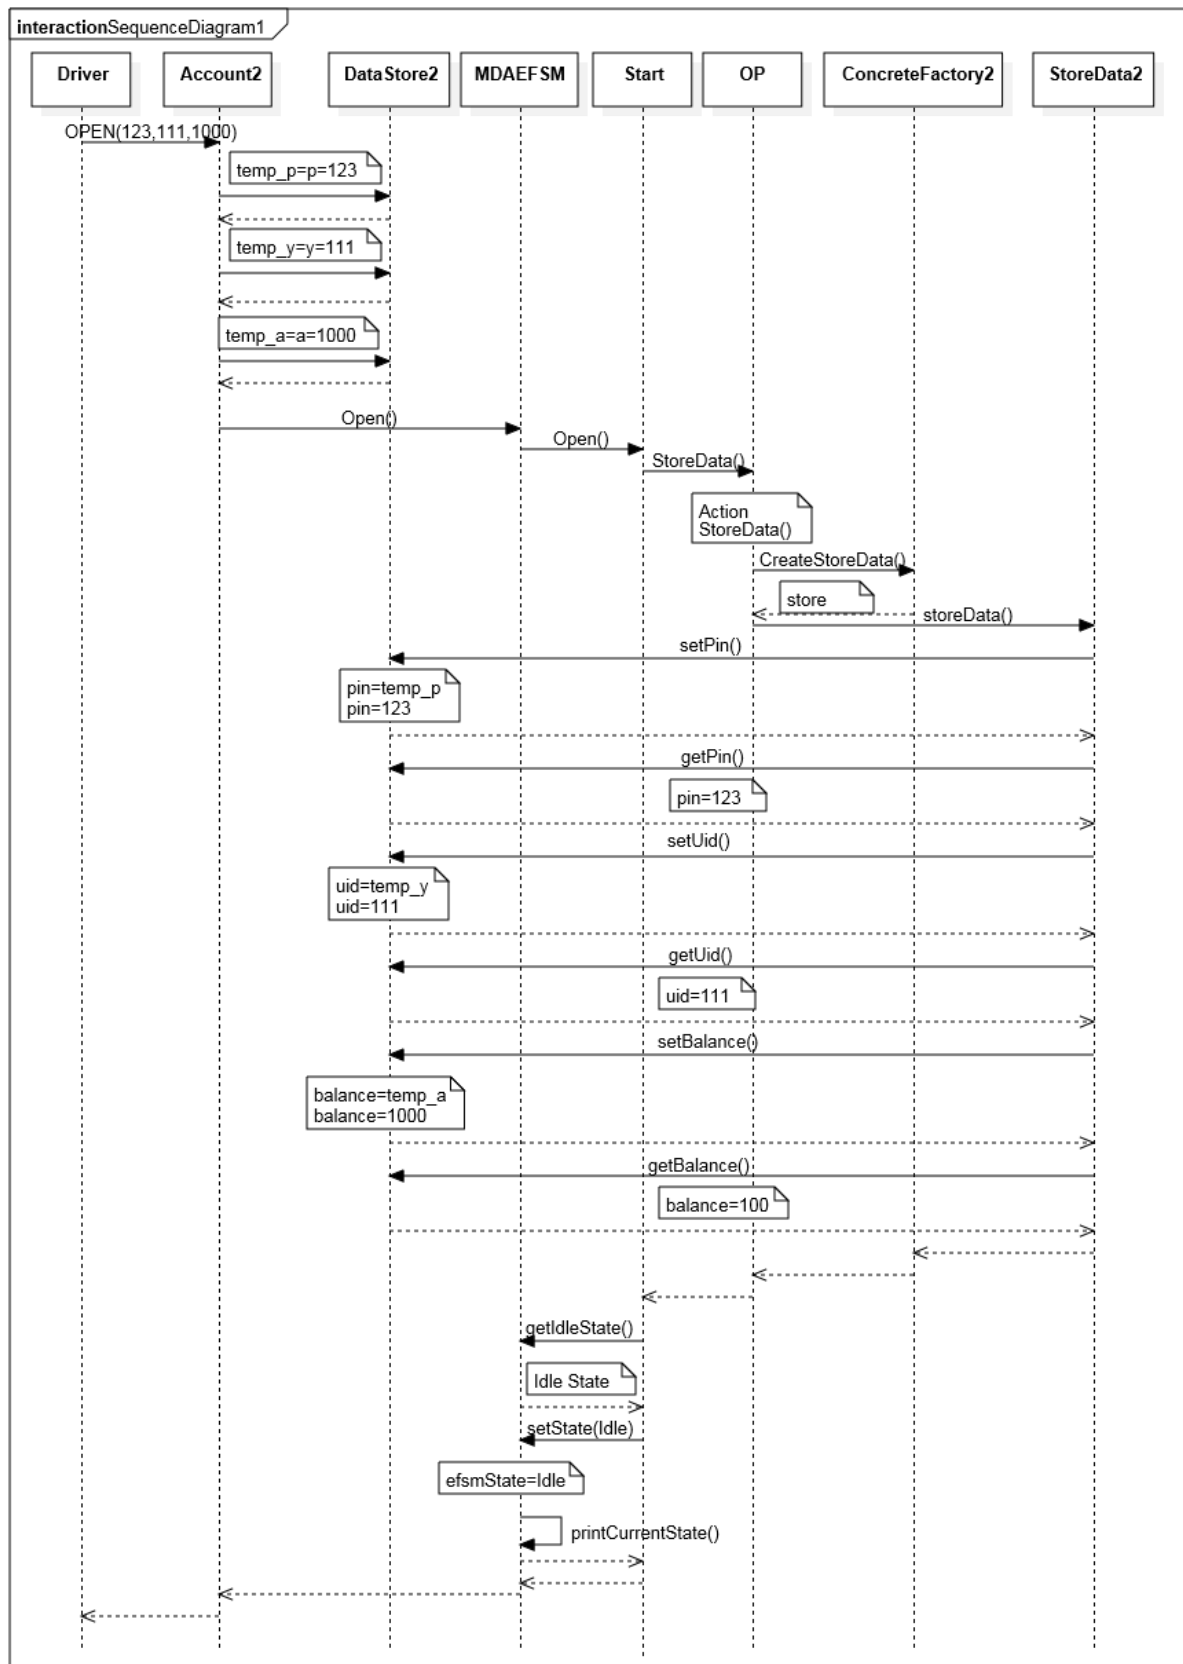 interactionSequenceDiagram1
Driver
Account2
DataStore2
MDAEFSM
Start
OP
ConcreteFactory2
StoreData2
OPEN(123,111,1000)
temp_p=p=123
temp_y=y=111
temp_a=a=1000
Open()
Open()
StoreData()
Action
StoreData()
CreateStoreData()
store
storeData()
setPin()
pin=temp_p
pin=123
getPin()
pin=123
setUid()
uid=temp_y
uid=111
getUid()
uid=111
setBalance()
balance=temp_a
balance=1000
getBalance()
balance=100
getIdleState()
Idle State
setState(Idle)
efsmState=Idle
printCurrentState()